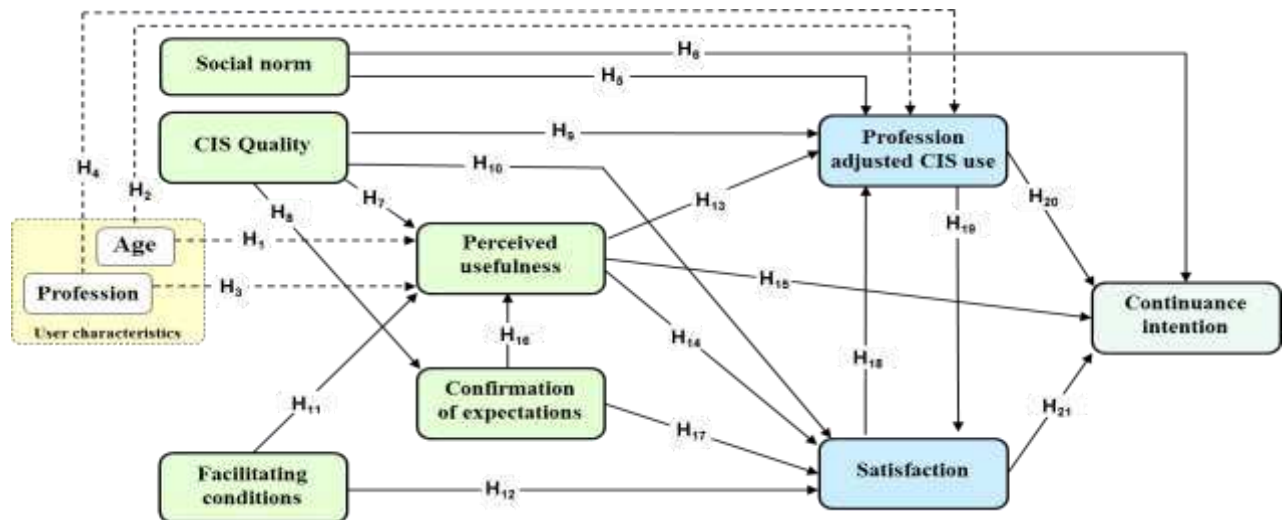 H₆
Social norm
H₅
CIS Quality
H₉
Profession
adjusted CIS use
H₁₀
H₄
H₂
H₈
H₇
H₁₃
H₂₀
H₁₉
Age
H₁
Perceived
usefulness
Profession
H₃
H₁₅
Continuance
intention
User characteristics
H₁₆
H₁₄
H₁₈
Confirmation
of expectations
H₁₁
H₁₇
H₂₁
Facilitating
conditions
H₁₂
Satisfaction